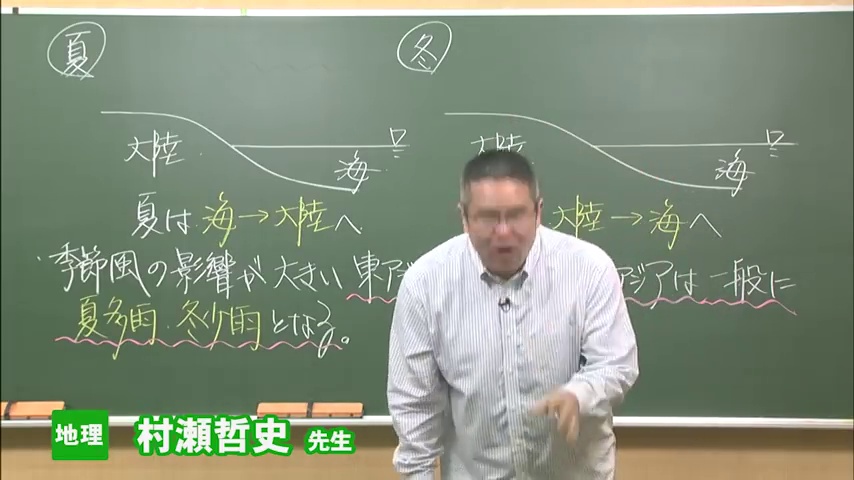 夏
冬
大陸
海
大陸
海
夏は 海→大陸へ
大陸→海へ
季節風の影響が大きい東アジ
アジアは一般に
夏多雨・冬少雨となる。
地理 村瀬哲史 先生